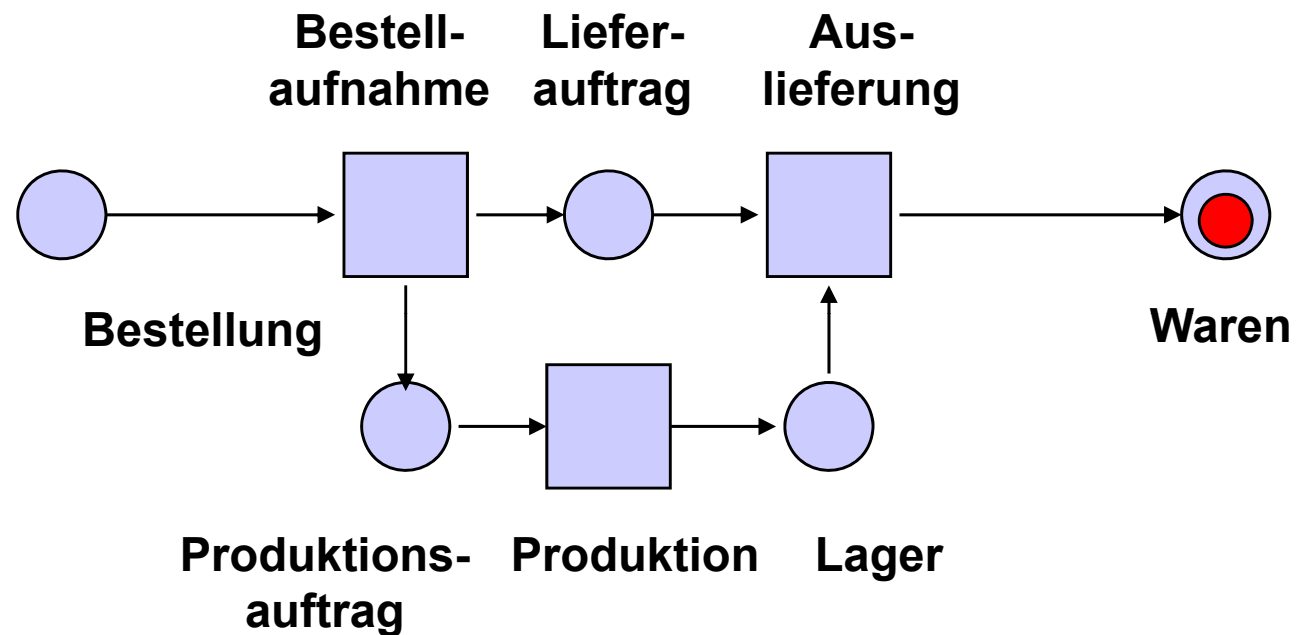 Bestell-
aufnahme
Liefer-
auftrag
Aus-
lieferung
Bestellung
Waren
Produktions-
auftrag
Produktion
Lager